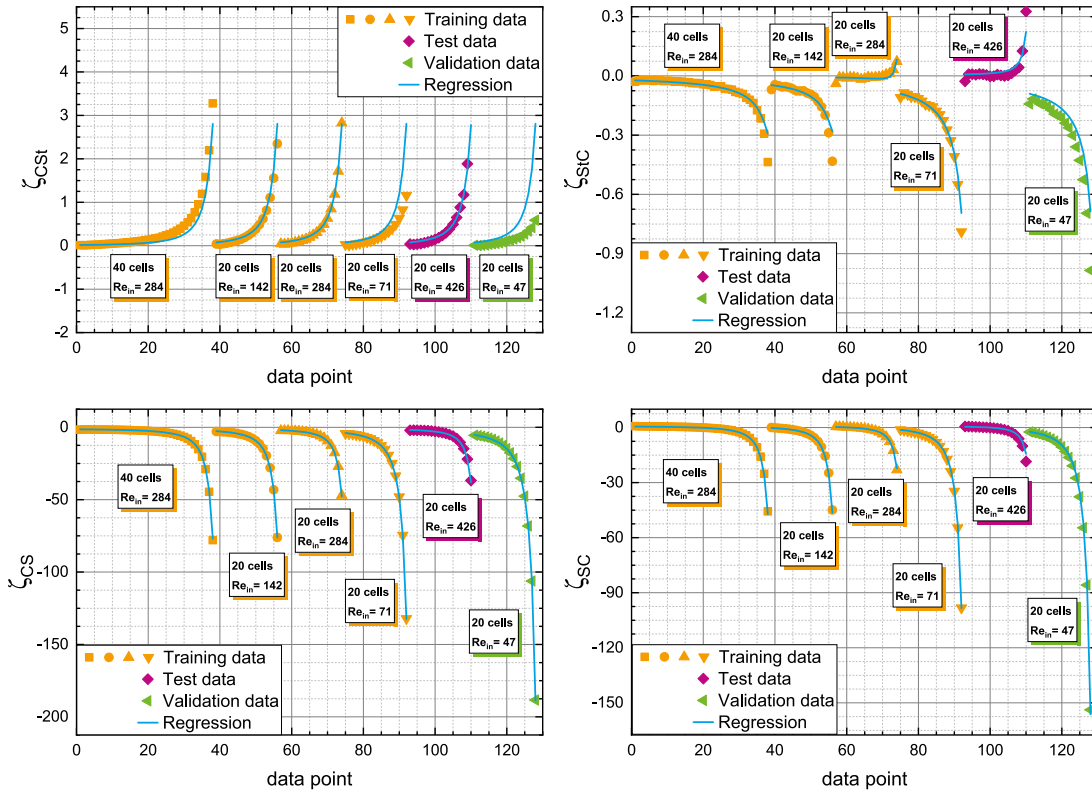 ζCSt
5
4
3
2
1
0
-1
-2
0
20
40
60
80
100
120
data point
Training data
Test data
Validation data
Regression
40 cells
Rein= 284
20 cells
Rein= 142
20 cells
Rein= 284
20 cells
Rein= 71
20 cells
Rein= 426
20 cells
Rein= 47
ζStC
0.3
0.0
-0.3
-0.6
-0.9
-1.2
0
20
40
60
80
100
120
data point
40 cells
Rein= 284
20 cells
Rein= 142
20 cells
Rein= 284
20 cells
Rein= 426
20 cells
Rein= 71
20 cells
Rein= 47
Training data
Test data
Validation data
Regression
ζCS
0
-50
-100
-150
-200
0
20
40
60
80
100
120
data point
40 cells
Rein= 284
20 cells
Rein= 142
20 cells
Rein= 284
20 cells
Rein= 71
20 cells
Rein= 426
20 cells
Rein= 47
Training data
Test data
Validation data
Regression
ζSC
0
-30
-60
-90
-120
-150
0
20
40
60
80
100
120
data point
40 cells
Rein= 284
20 cells
Rein= 142
20 cells
Rein= 284
20 cells
Rein= 71
20 cells
Rein= 426
20 cells
Rein= 47
Training data
Test data
Validation data
Regression